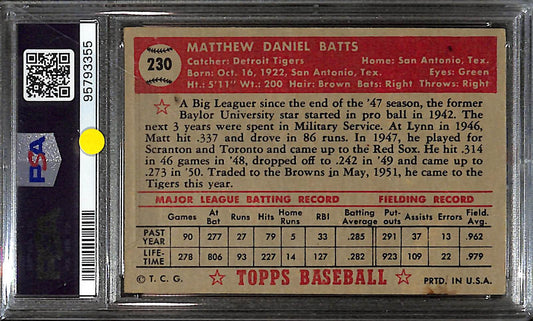 95793355
PSA
230
MATTHEW DANIEL BATTS
Catcher: Detroit Tigers Home: San Antonio, Tex.
Born: Oct. 16, 1922, San Antonio, Tex. Eyes: Green
Ht.: 5'11" Wt.: 200 Hair: Brown Bats: Right Throws: Right
A Big Leaguer since the end of the '47 season, the former
Baylor University star started in pro ball in 1942. The
next 3 years were spent in Military Service. At Lynn in 1946,
Matt hit .337 and drove in 86 runs. In 1947, he played for
Scranton and Toronto and came up to the Red Sox. He hit .314
in 46 games in '48, dropped off to .242 in '49 and came up
to .273 in '50. Traded to the Browns in May, 1951, he came to the
Tigers this year.
MAJOR LEAGUE BATTING RECORD FIELDING RECORD
Games At Bat Runs Hits Home Runs RBI Batting Average Put-outs Assists Errors Field. Avg.
PAST YEAR 90 277 27 79 5 33 .285 291 37 13 .962
LIFE-TIME 278 806 93 227 14 127 .282 923 109 22 .979
© T. C. G. TOPPS BASEBALL PRTD. IN U.S.A.